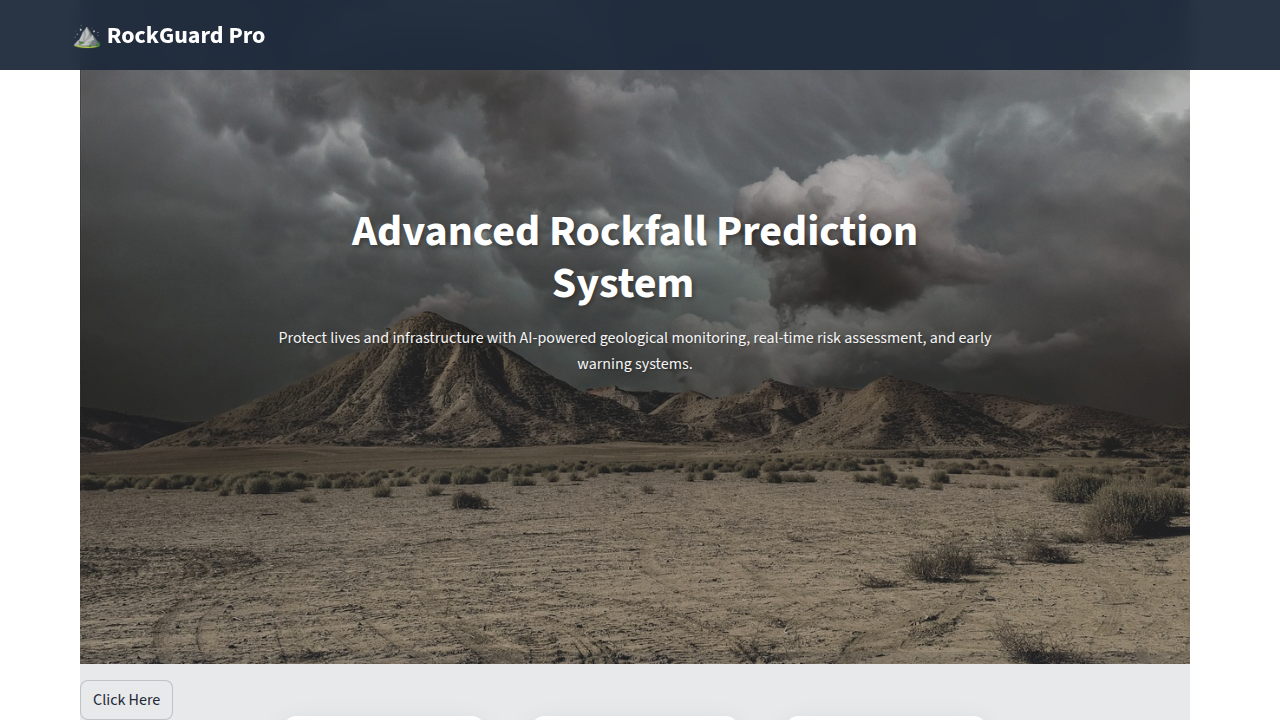 RockGuard Pro
Advanced Rockfall Prediction
System
Protect lives and infrastructure with AI-powered geological monitoring, real-time risk assessment, and early
warning systems.
Click Here